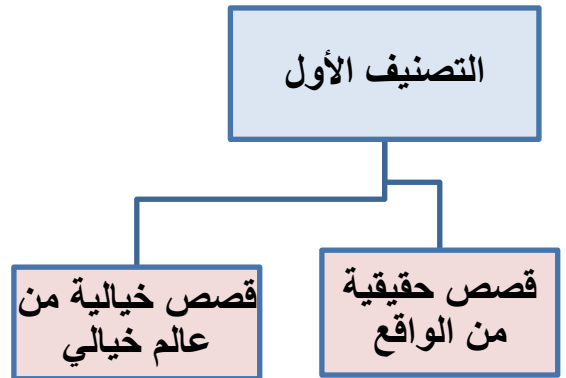 التصنيف الأول
قصص حقيقية
من الواقع
قصص خيالية من
عالم خيالي